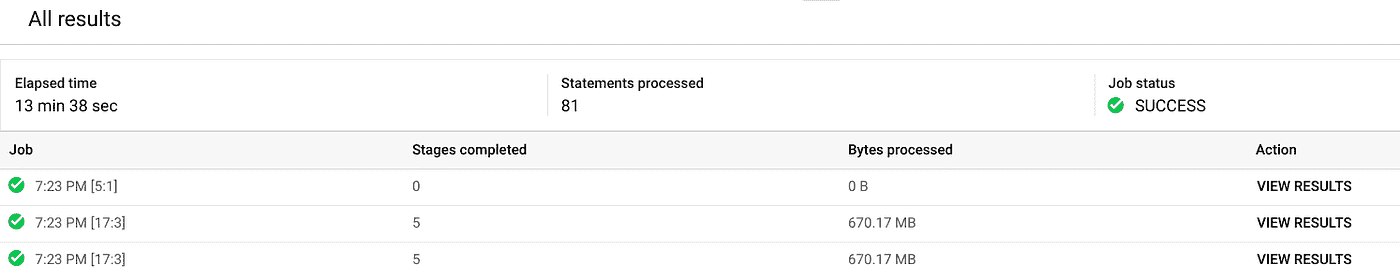 All results
Elapsed time Statements processed Job status
13 min 38 sec 81 SUCCESS
Job Stages completed Bytes processed Action
7:23 PM [5:1] 0 0 B VIEW RESULTS
7:23 PM [17:3] 5 670.17 MB VIEW RESULTS
7:23 PM [17:3] 5 670.17 MB VIEW RESULTS